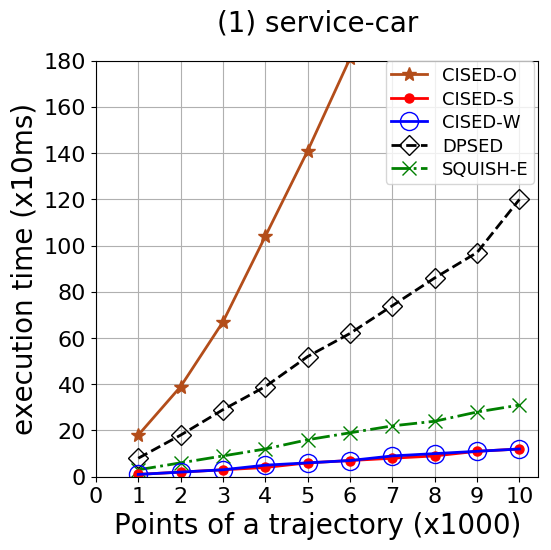 (1) service-car
execution time (x10ms)
180
160
140
120
100
80
60
40
20
0
CISED-O
CISED-S
CISED-W
DPSED
SQUISH-E
0 1 2 3 4 5 6 7 8 9 10
Points of a trajectory (x1000)